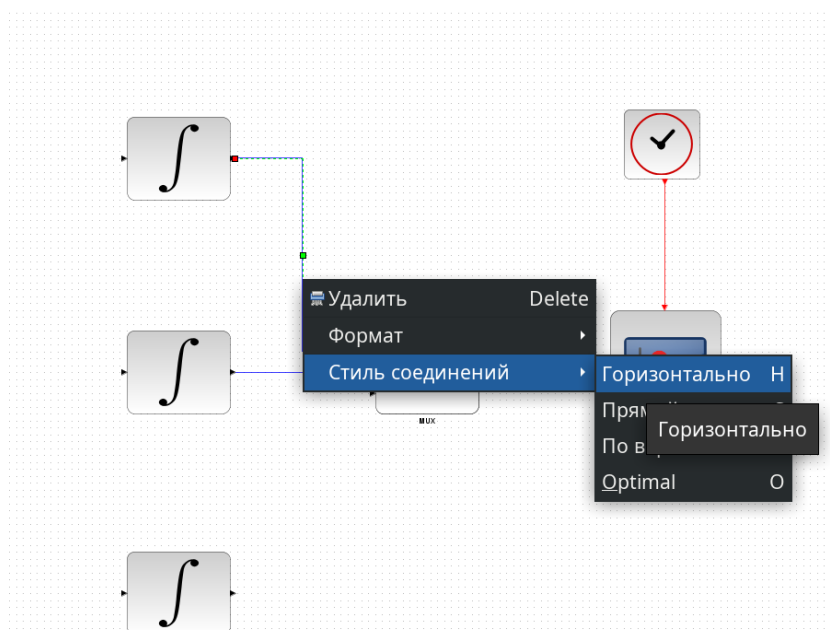 Удалить Delete
Формат
Стиль соединений
MUX
Горизонтально H
Горизонтально
Optimal O